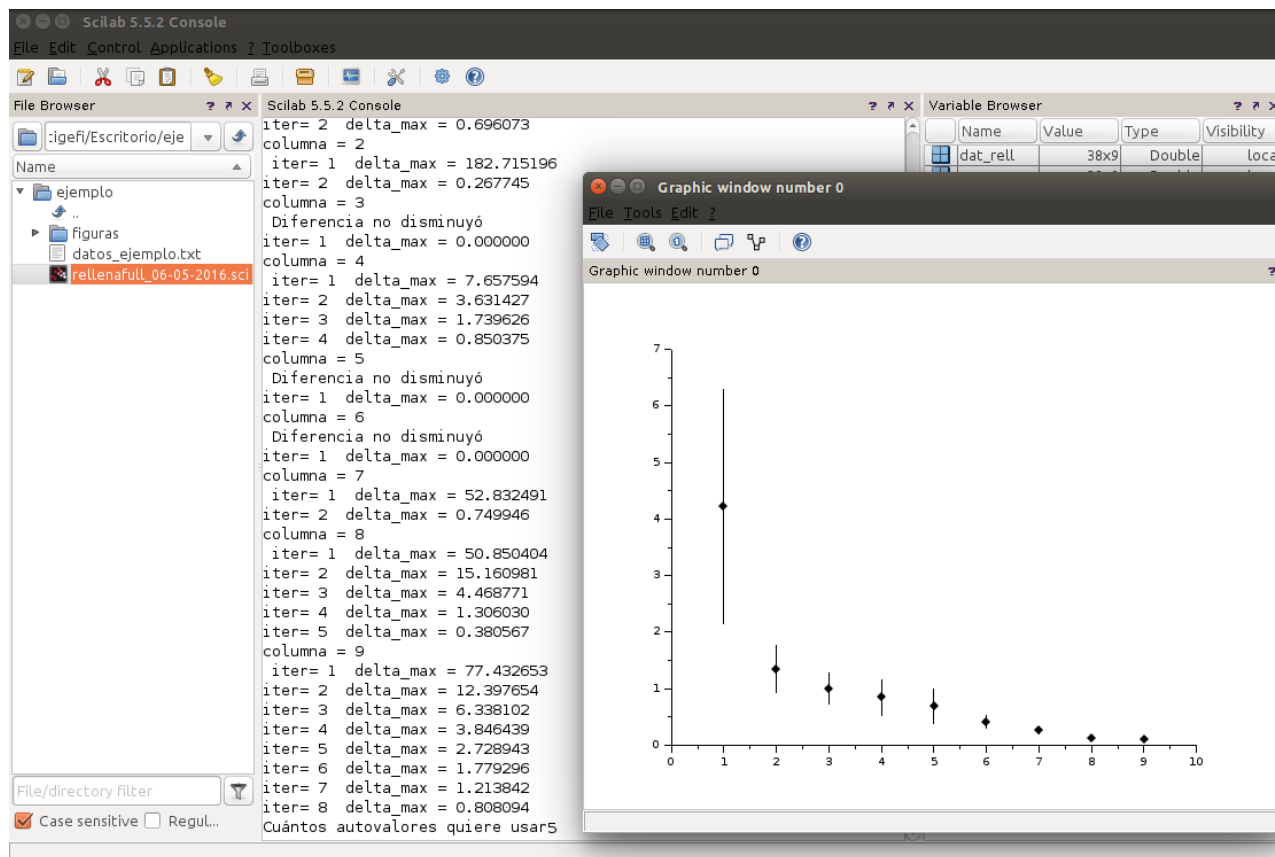 Scilab 5.5.2 Console
File Edit Control Applications ? Toolboxes
File Browser ? ↗ X
:igefi/Escritorio/eje
Name
ejemplo
..
figuras
datos_ejemplo.txt
rellenafull_06-05-2016.sci
File/directory filter
Case sensitive Regul...
Scilab 5.5.2 Console ? ↗ X
iter= 2 delta_max = 0.696073
columna = 2
iter= 1 delta_max = 182.715196
iter= 2 delta_max = 0.267745
columna = 3
Diferencia no disminuyó
iter= 1 delta_max = 0.000000
columna = 4
iter= 1 delta_max = 7.657594
iter= 2 delta_max = 3.631427
iter= 3 delta_max = 1.739626
iter= 4 delta_max = 0.850375
columna = 5
Diferencia no disminuyó
iter= 1 delta_max = 0.000000
columna = 6
Diferencia no disminuyó
iter= 1 delta_max = 0.000000
columna = 7
iter= 1 delta_max = 52.832491
iter= 2 delta_max = 0.749946
columna = 8
iter= 1 delta_max = 50.850404
iter= 2 delta_max = 15.160981
iter= 3 delta_max = 4.468771
iter= 4 delta_max = 1.306030
iter= 5 delta_max = 0.380567
columna = 9
iter= 1 delta_max = 77.432653
iter= 2 delta_max = 12.397654
iter= 3 delta_max = 6.338102
iter= 4 delta_max = 3.846439
iter= 5 delta_max = 2.728943
iter= 6 delta_max = 1.779296
iter= 7 delta_max = 1.213842
iter= 8 delta_max = 0.808094
Cuántos autovalores quiere usar5
Variable Browser ? ↗ X
Name Value Type Visibility
dat_rell 38x9 Double loca
Graphic window number 0
File Tools Edit ?
Graphic window number 0 ?
7
6
5
4
3
2
1
0
0 1 2 3 4 5 6 7 8 9 10